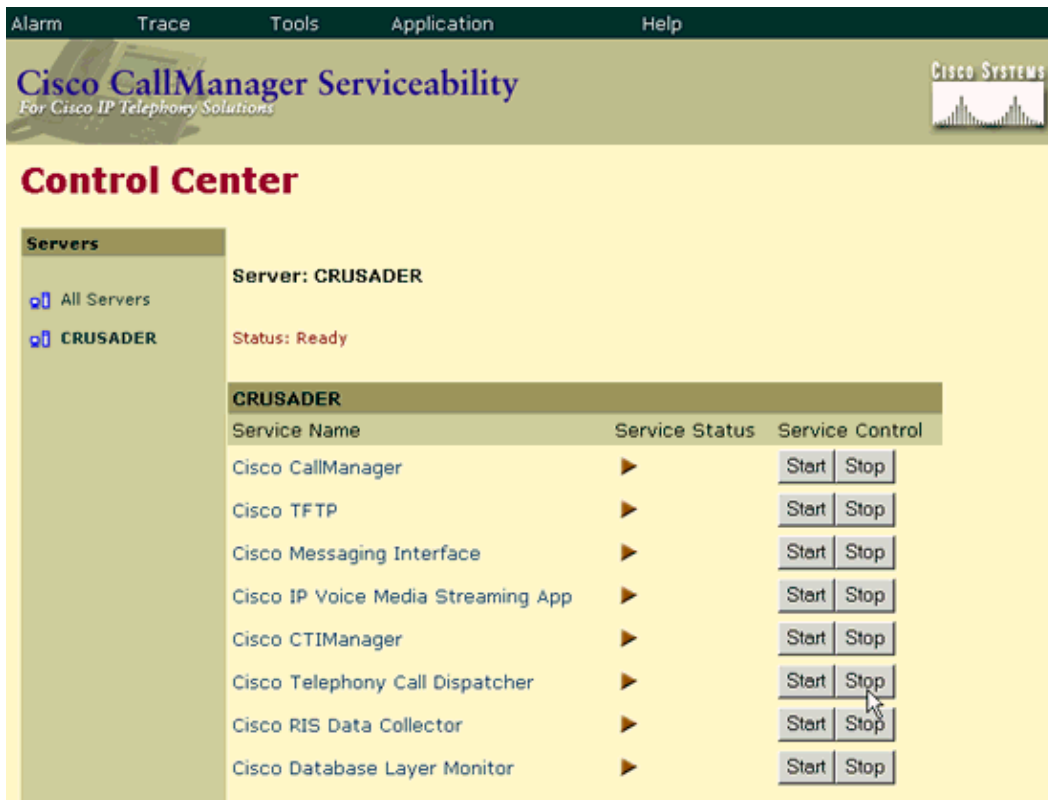 Alarm Trace Tools Application Help
Cisco CallManager Serviceability
For Cisco IP Telephony Solutions
CISCO SYSTEMS
Control Center
Servers
All Servers
CRUSADER
Server: CRUSADER
Status: Ready
CRUSADER
Service Name Service Status Service Control
Cisco CallManager Start Stop
Cisco TFTP Start Stop
Cisco Messaging Interface Start Stop
Cisco IP Voice Media Streaming App Start Stop
Cisco CTIManager Start Stop
Cisco Telephony Call Dispatcher Start Stop
Cisco RIS Data Collector Start Stop
Cisco Database Layer Monitor Start Stop